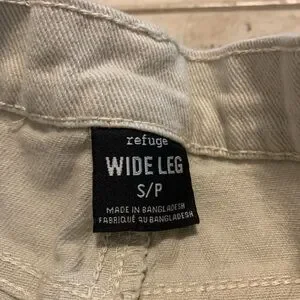 refuge
WIDE LEG
S/P
MADE IN BANGLADESH
FABRIQUÉ AU BANGLADESH